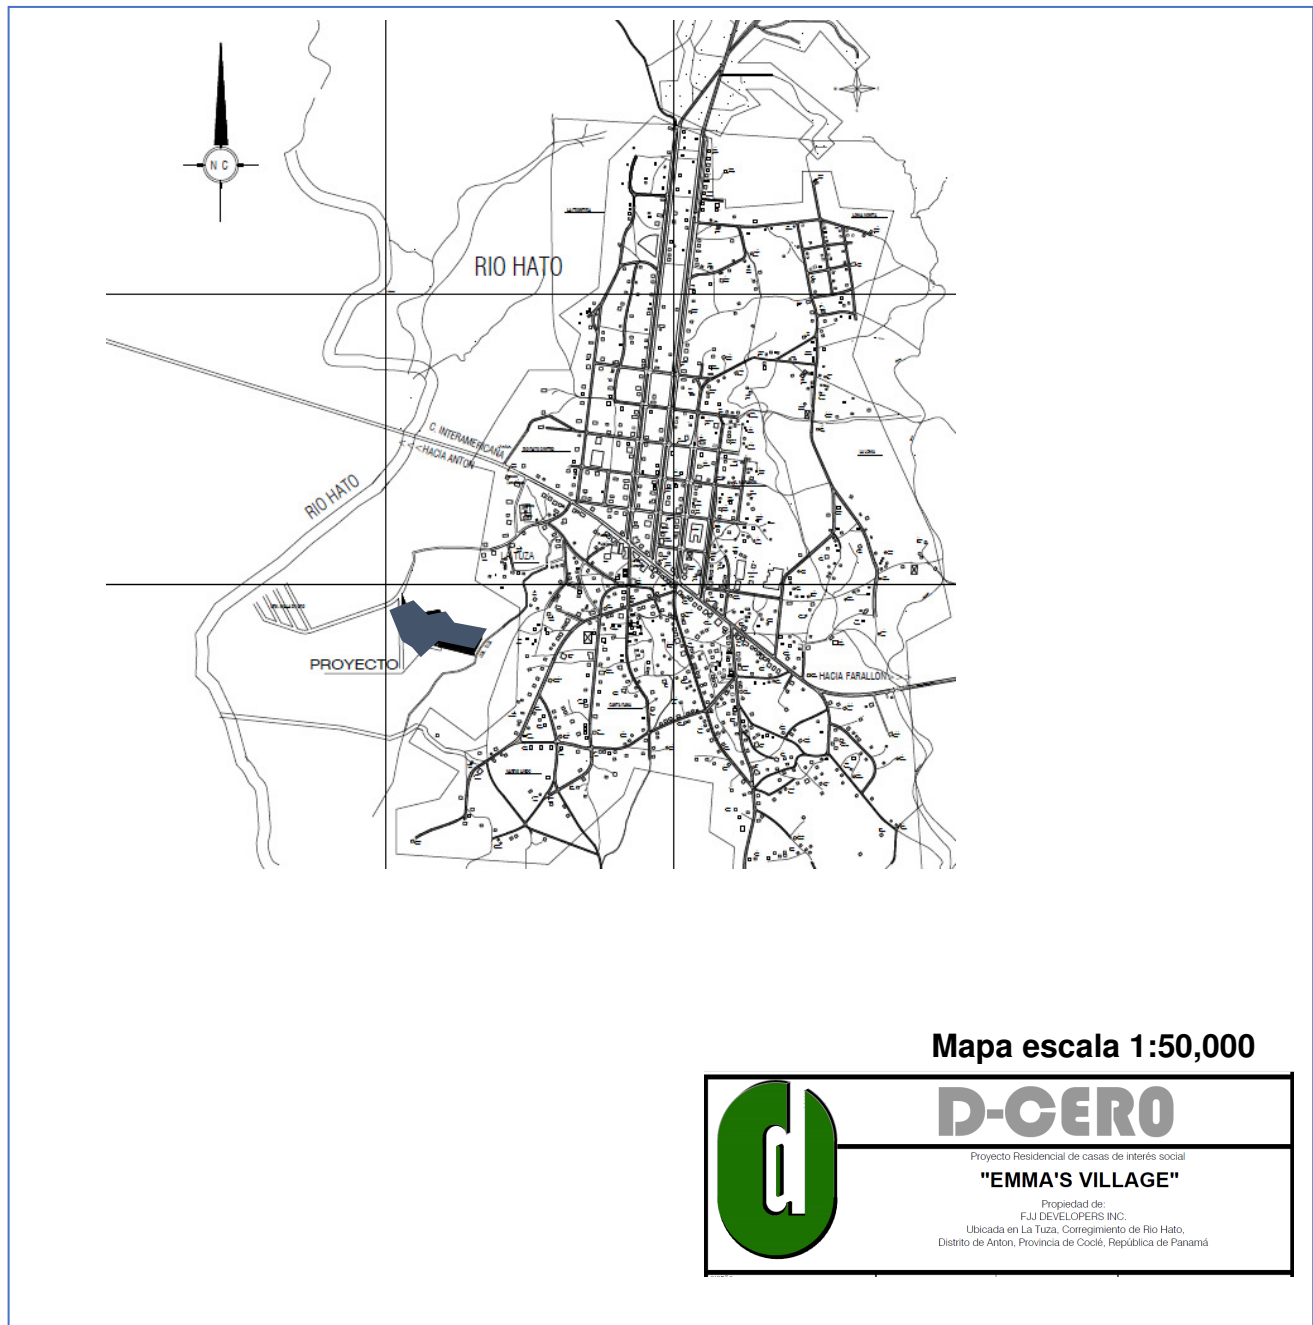 N C
RIO HATO
C. INTERAMERICANA
<<HACIA ANTON
RIO HATO
LA TUZA
PROYECTO
HACIA FARALLON>>
Mapa escala 1:50,000
d
D-CERO
Proyecto Residencial de casas de interés social
"EMMA'S VILLAGE"
Propiedad de:
FJJ DEVELOPERS INC.
Ubicada en La Tuza, Corregimiento de Rio Hato,
Distrito de Anton, Provincia de Coclé, República de Panamá